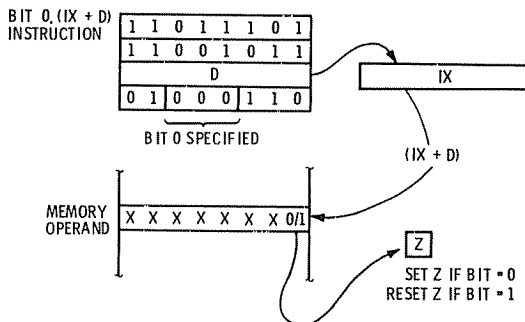 BIT 0, (IX + D)
INSTRUCTION
1 1 0 1 1 1 0 1
1 1 0 0 1 0 1 1
D
0 1 0 0 0 1 1 0
BIT 0 SPECIFIED
IX
(IX + D)
MEMORY
OPERAND
X X X X X X X 0/1
Z
SET Z IF BIT = 0
RESET Z IF BIT = 1